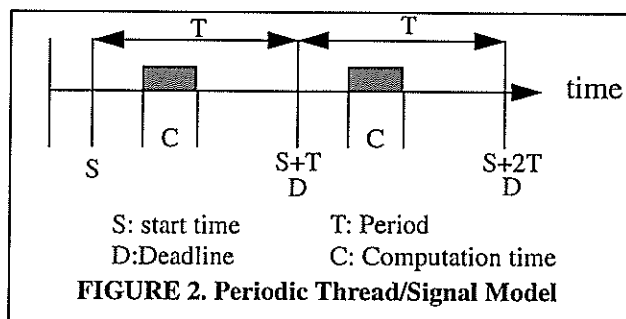 T T
time
C C
S S+T S+2T
D D
S: start time T: Period
D:Deadline C: Computation time
FIGURE 2. Periodic Thread/Signal Model